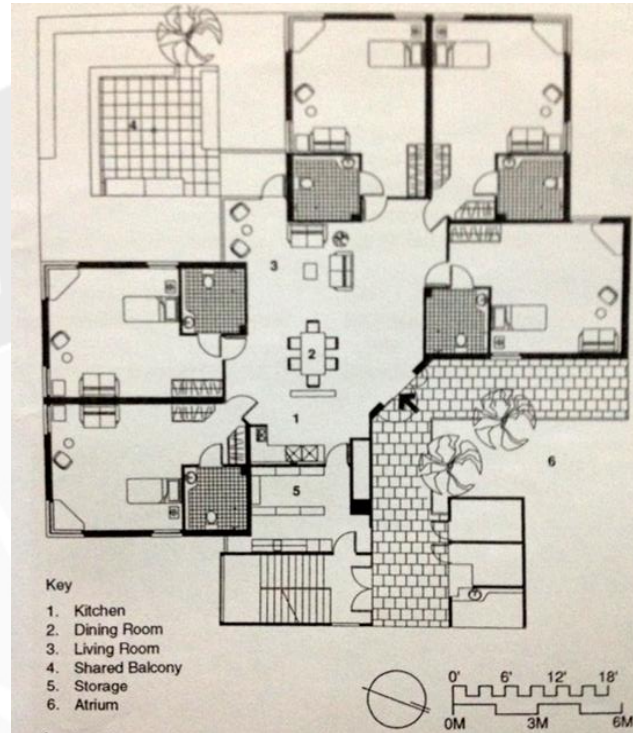 4
3
2
1
5
6
Key
1. Kitchen
2. Dining Room
3. Living Room
4. Shared Balcony
5. Storage
6. Atrium
0' 6' 12' 18'
0M 3M 6M